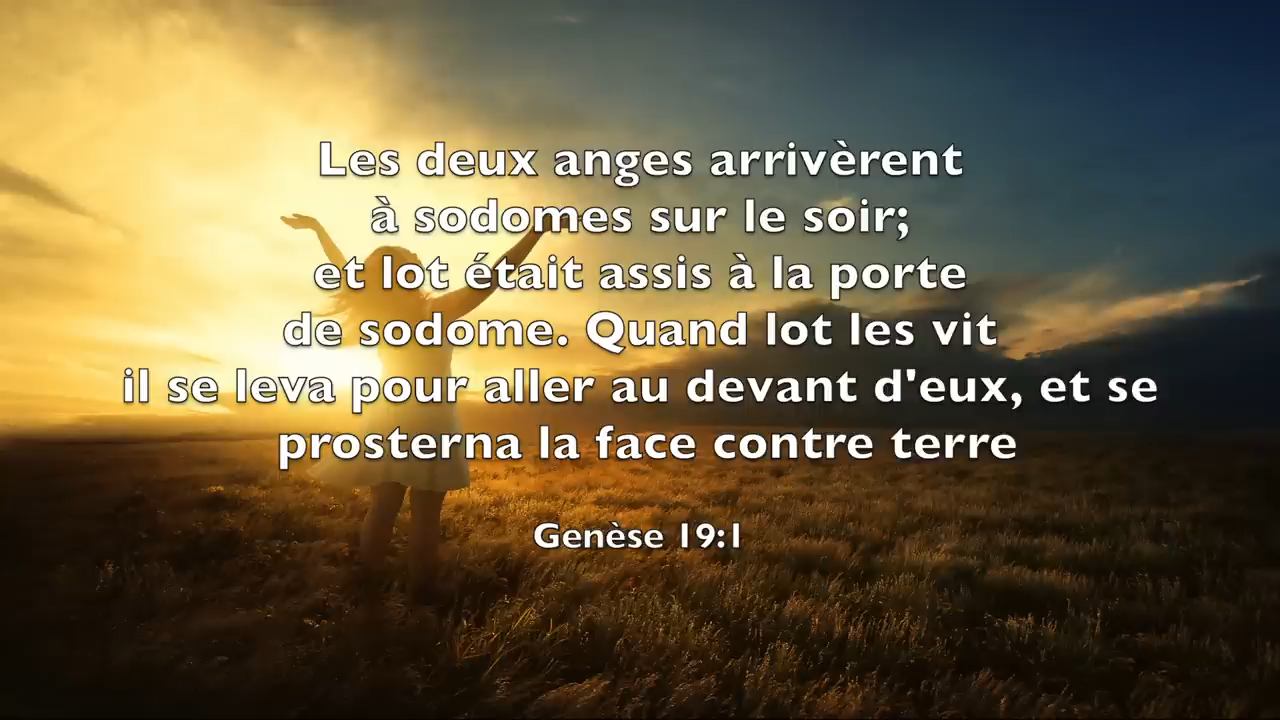 Les deux anges arrivèrent
à sodomes sur le soir;
et lot était assis à la porte
de sodome. Quand lot les vit
il se leva pour aller au devant d'eux, et se
prosterna la face contre terre
Genèse 19:1